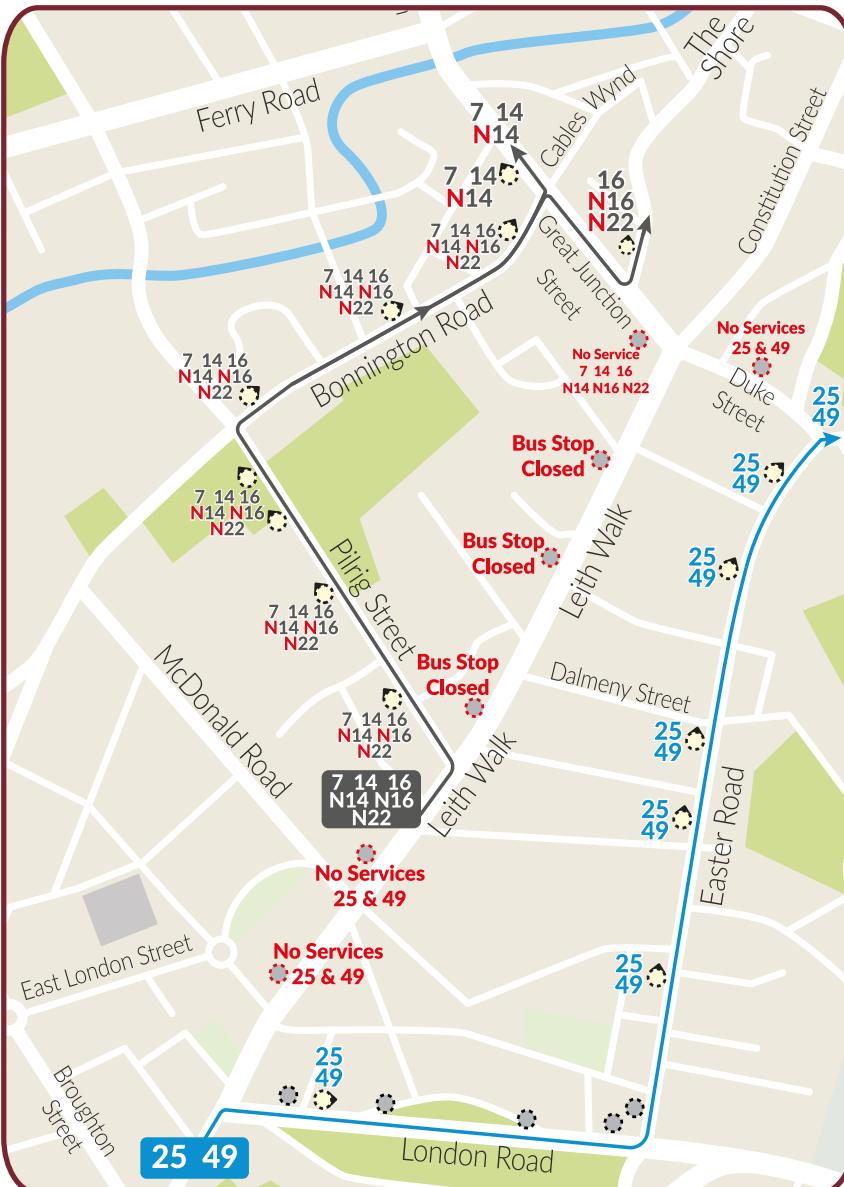 The
Shore
Ferry Road
Cables Wynd
Constitution Street
7 14
N14
7 14
N14
16
N16
N22
7 14 16
N14 N16
N22
Great Junction
Street
7 14 16
N14 N16
N22
Bonnington Road
No Service
7 14 16
N14 N16 N22
No Services
25 & 49
Duke
Street
7 14 16
N14 N16
N22
25
49
Bus Stop
Closed
25
49
7 14 16
N14 N16
N22
Bus Stop
Closed
Leith Walk
25
49
Pilrig Street
7 14 16
N14 N16
N22
McDonald Road
Bus Stop
Closed
Dalmeny Street
7 14 16
N14 N16
N22
25
49
7 14 16
N14 N16
N22
Leith Walk
25
49
Easter Road
No Services
25 & 49
East London Street
No Services
25 & 49
25
49
Broughton
Street
25
49
25 49
London Road